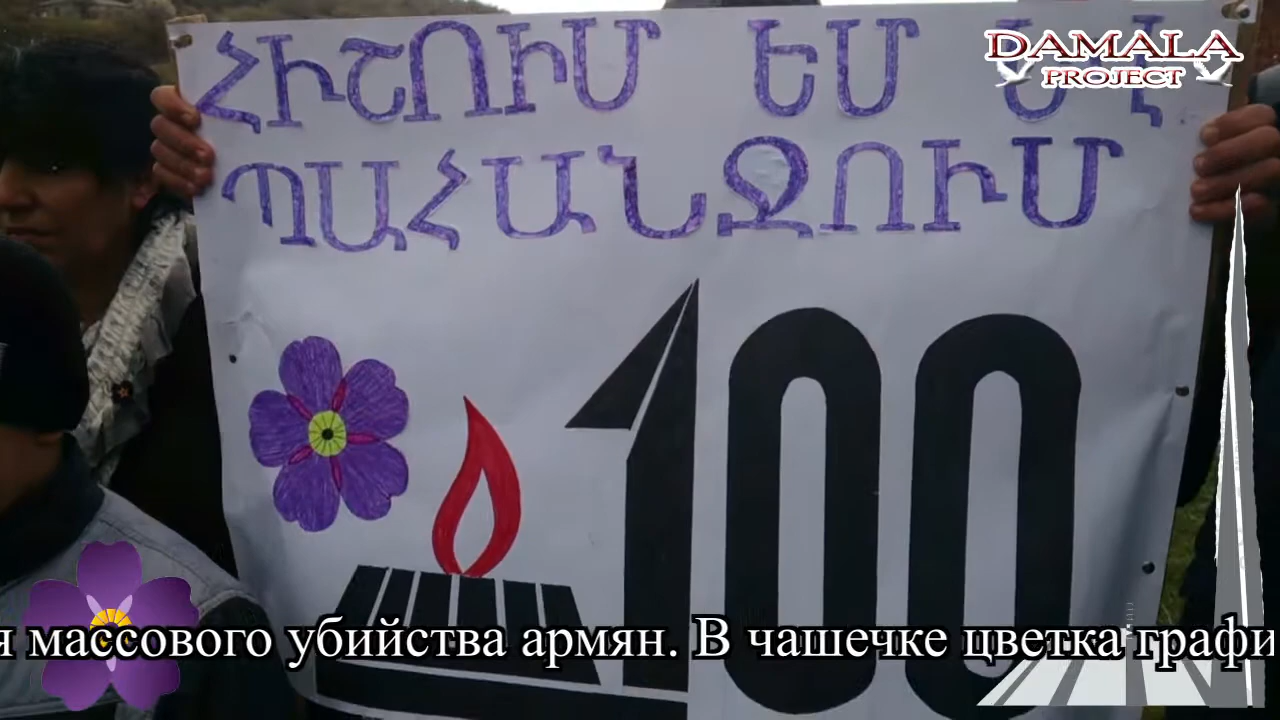 ՀԻՇՈՒՄ ԵՄ ԵՎ
DAMALA
PROJECT
ՊԱՀԱՆՋՈՒՄ
100
я массового убийства армян. В чашечке цветка графи